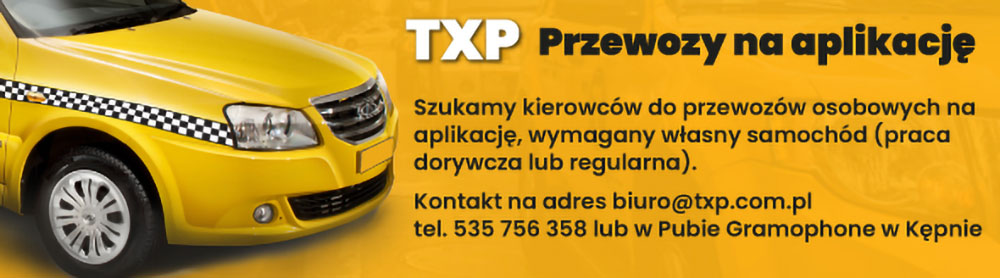 TXP Przewozy na aplikację
Szukamy kierowców do przewozów osobowych na
aplikację, wymagany własny samochód (praca
dorywcza lub regularna).
Kontakt na adres biuro@txp.com.pl
tel. 535 756 358 lub w Pubie Gramophone w Kępnie